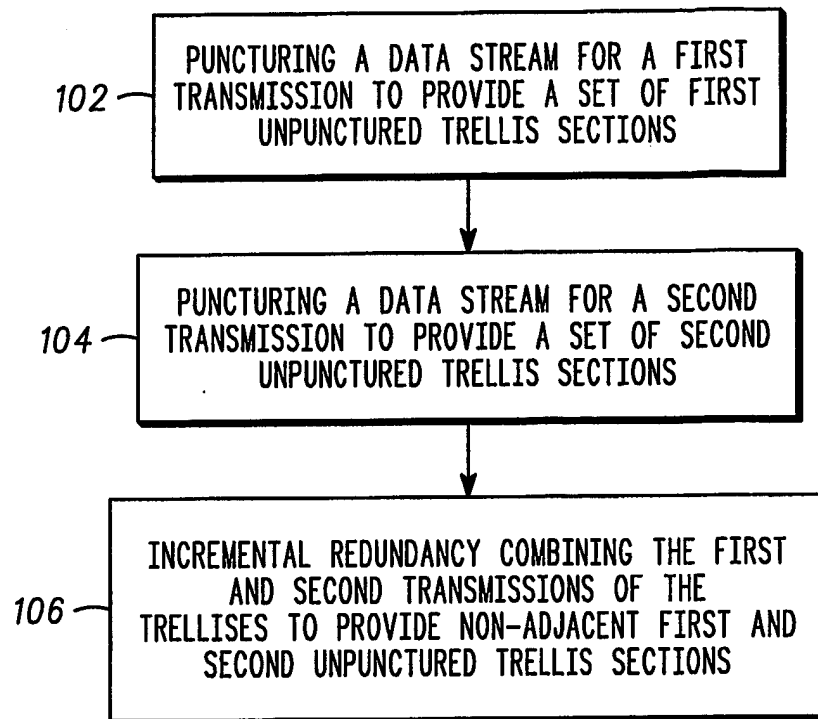 PUNCTURING A DATA STREAM FOR A FIRST
102
TRANSMISSION TO PROVIDE A SET OF FIRST
UNPUNCTURED TRELLIS SECTIONS
PUNCTURING A DATA STREAM FOR A SECOND
104
TRANSMISSION TO PROVIDE A SET OF SECOND
UNPUNCTURED TRELLIS SECTIONS
INCREMENTAL REDUNDANCY COMBINING THE FIRST
AND SECOND TRANSMISSIONS OF THE
106
TRELLISES TO PROVIDE NON-ADJACENT FIRST AND
SECOND UNPUNCTURED TRELLIS SECTIONS